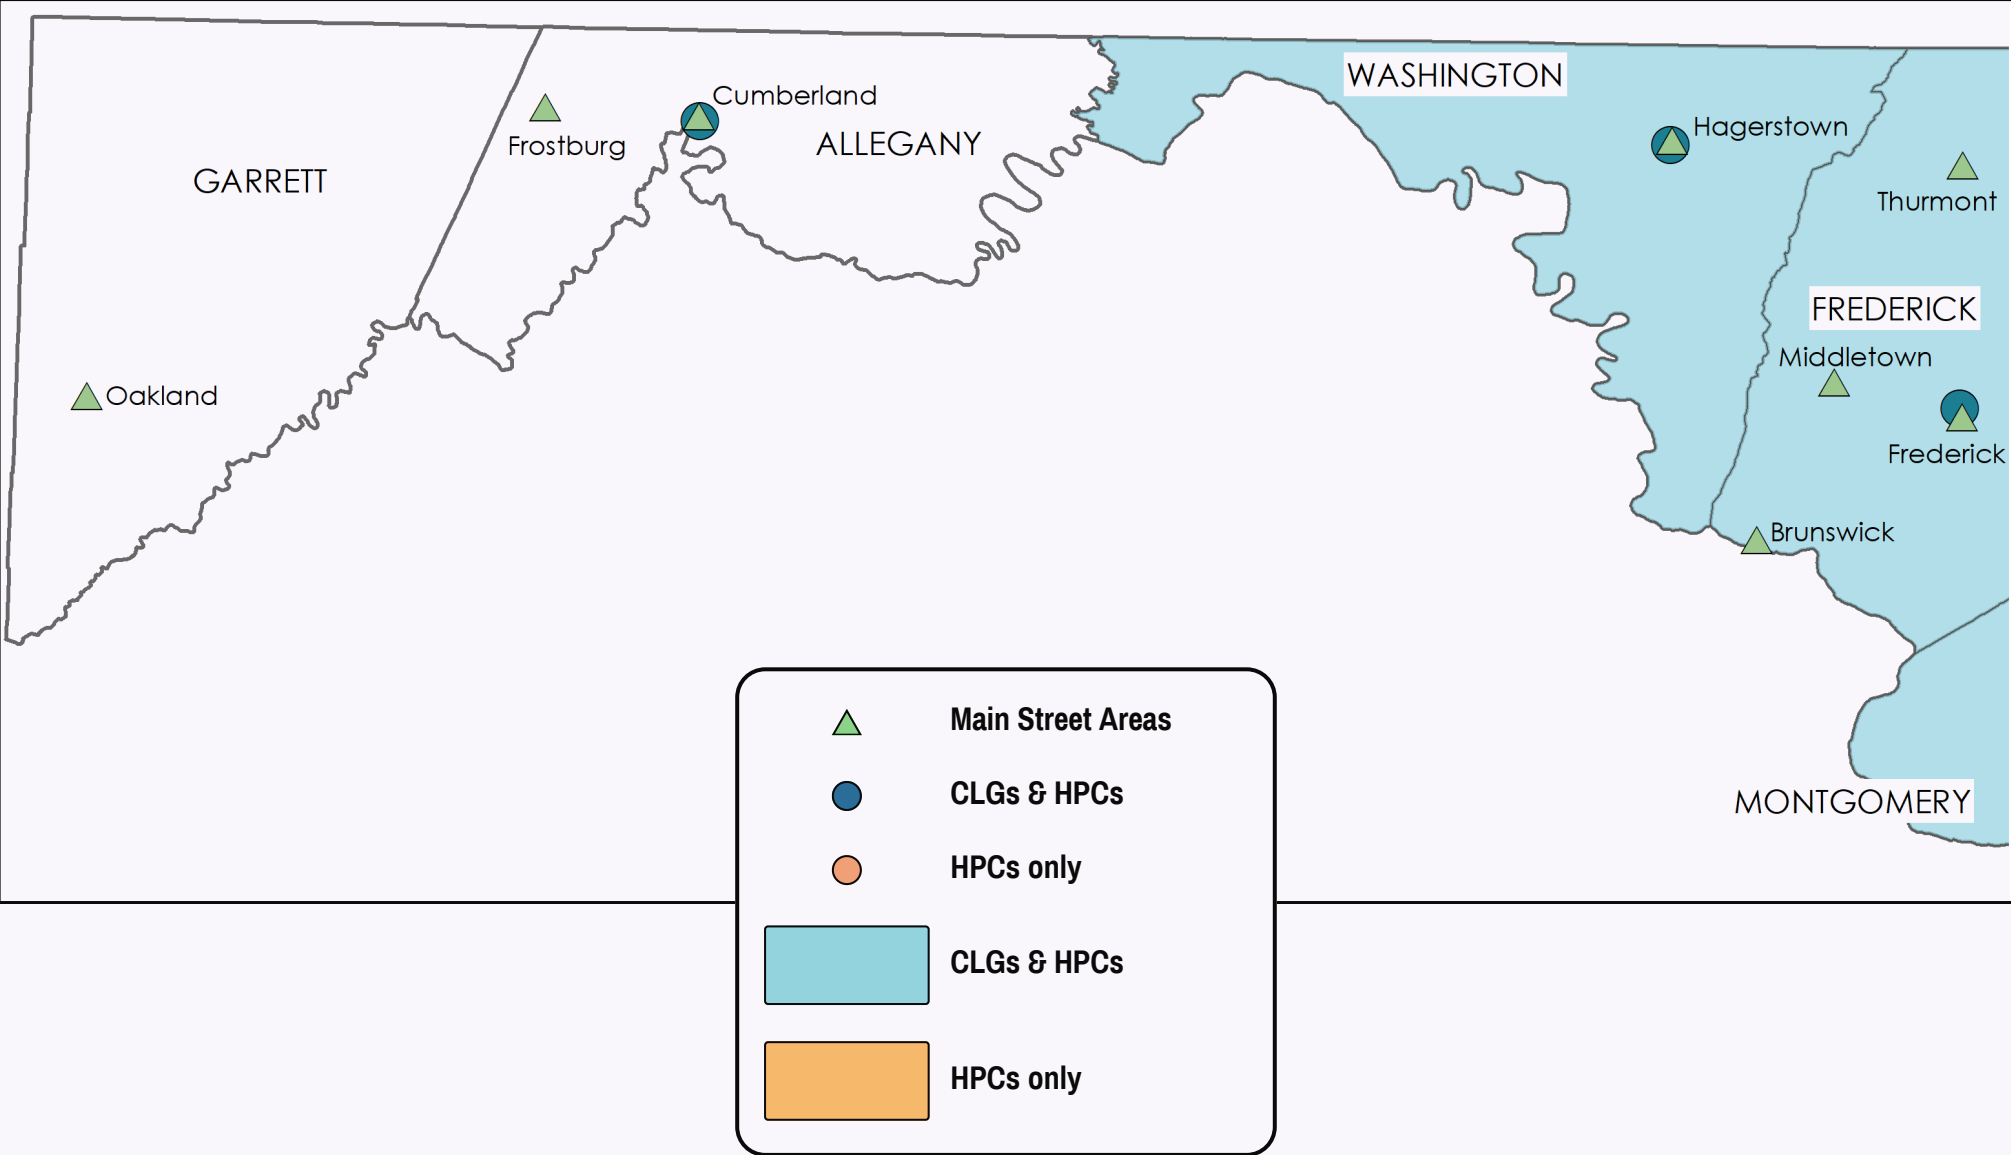 WASHINGTON
Cumberland
Hagerstown
Frostburg
ALLEGANY
GARRETT
Thurmont
FREDERICK
Middletown
Oakland
Frederick
Brunswick
MONTGOMERY
Main Street Areas
CLGs & HPCs
HPCs only
CLGs & HPCs
HPCs only